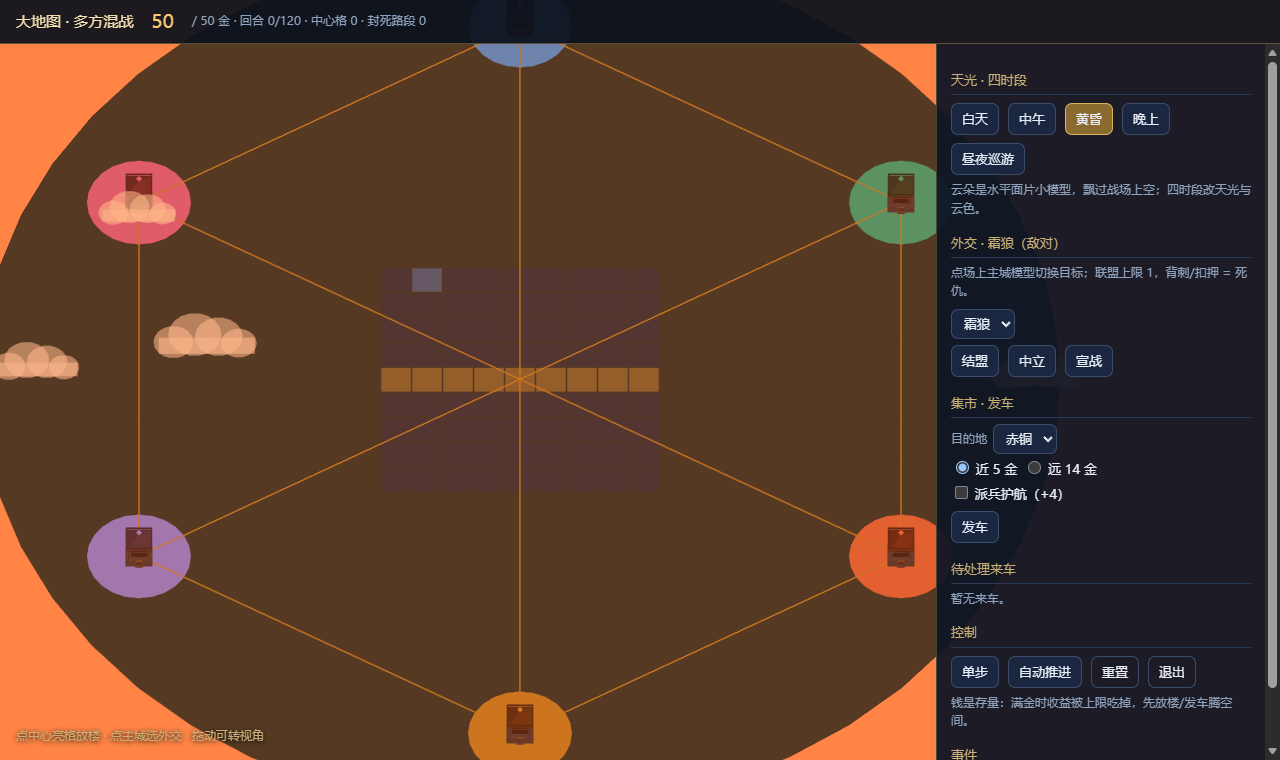 大地图 · 多方混战 50 / 50 金 · 回合 0/120 · 中心格 0 · 封死路段 0
天光 · 四时段
白天 中午 黄昏 晚上
昼夜巡游
云朵是水平面片小模型，飘过战场上空；四时段改天光与
云色。
外交 · 霜狼（敌对）
点场上主城模型切换目标；联盟上限 1，背刺/扣押 = 死
仇。
霜狼
结盟 中立 宣战
集市 · 发车
目的地 赤铜
近 5 金 远 14 金
派兵护航（+4）
发车
待处理来车
暂无来车。
控制
单步 自动推进 重置 退出
钱是存量：满金时收益被上限吃掉，先放楼/发车腾空
间。
事件
点中心亮格放楼 · 点主城选外交 · 拖动可转视角